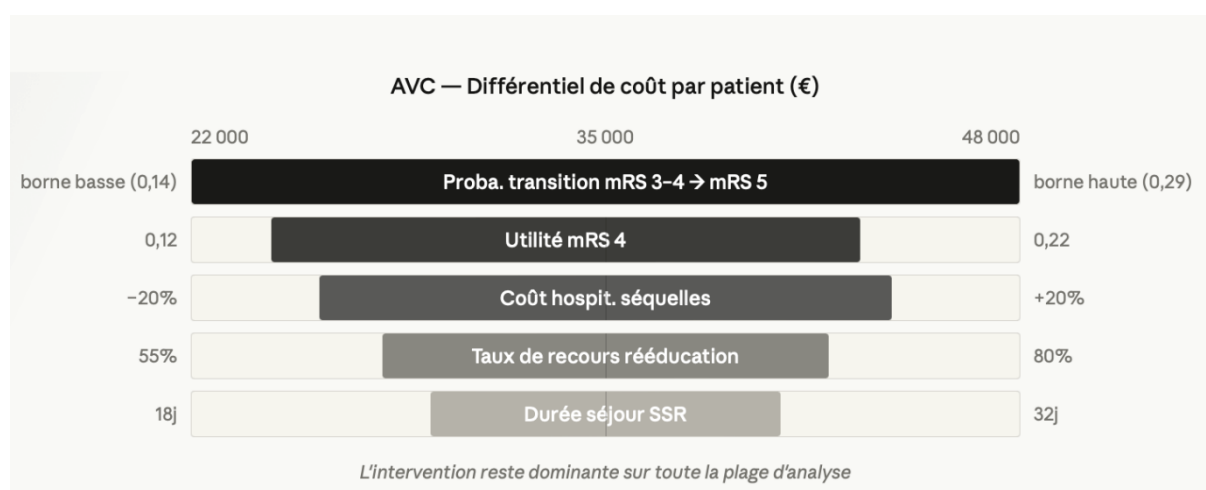 AVC — Différentiel de coût par patient (€)
22 000 35 000 48 000
borne basse (0,14) Proba. transition mRS 3–4 → mRS 5 borne haute (0,29)
0,12 Utilité mRS 4 0,22
−20% Coût hospit. séquelles +20%
55% Taux de recours rééducation 80%
18j Durée séjour SSR 32j
L'intervention reste dominante sur toute la plage d'analyse